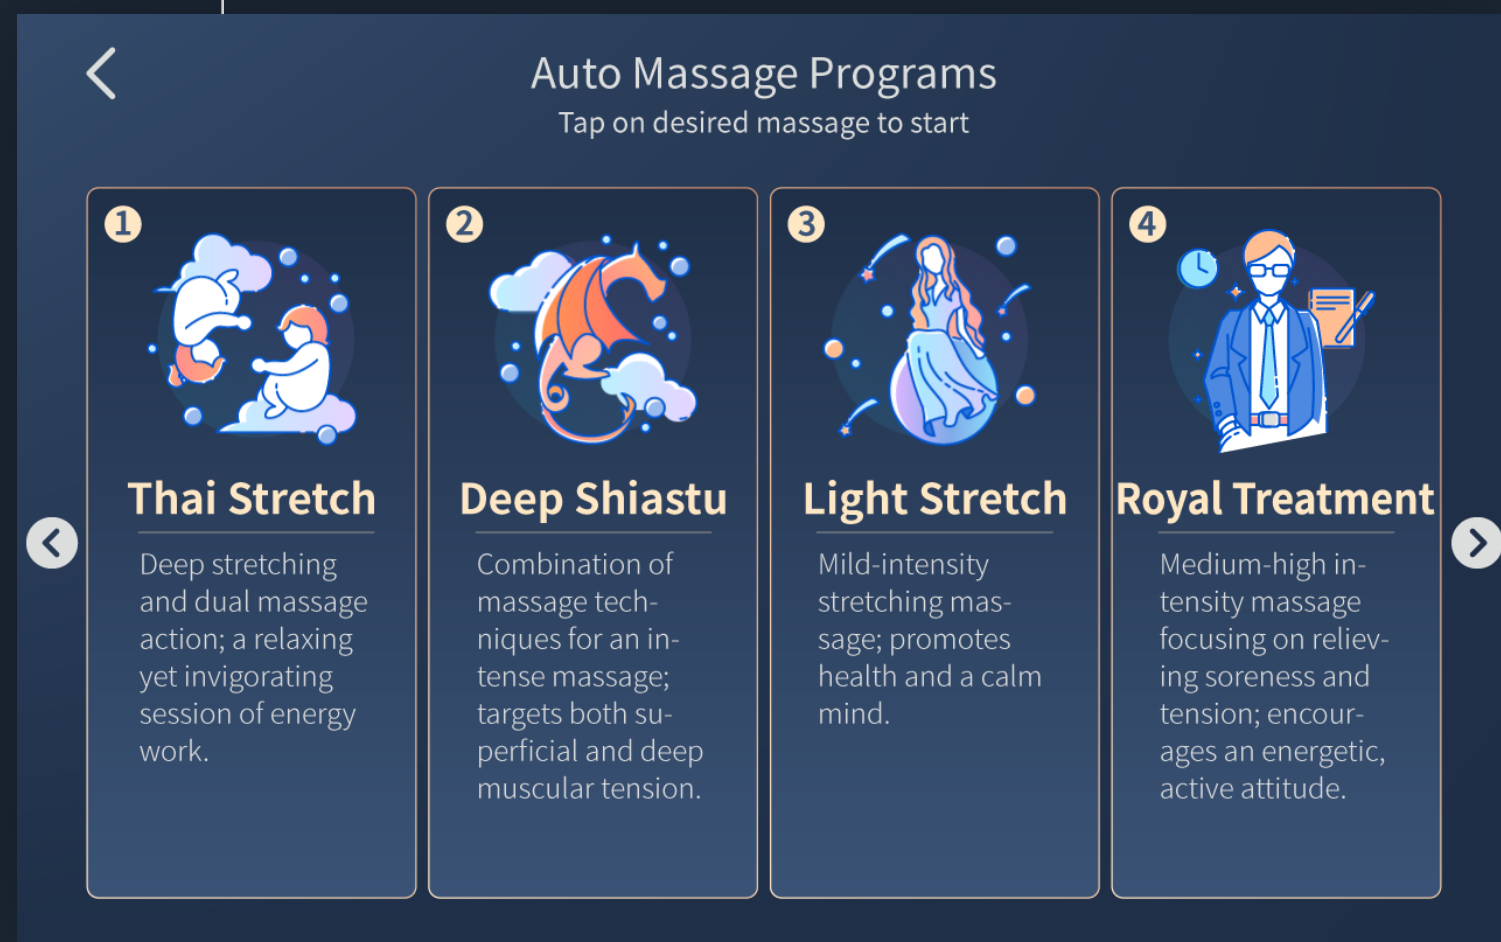 Auto Massage Programs
Tap on desired massage to start
1
Thai Stretch
Deep stretching
and dual massage
action; a relaxing
yet invigorating
session of energy
work.
2
Deep Shiastu
Combination of
massage tech-
niques for an in-
tense massage;
targets both su-
perficial and deep
muscular tension.
3
Light Stretch
Mild-intensity
stretching mas-
sage; promotes
health and a calm
mind.
4
Royal Treatment
Medium-high in-
tensity massage
focusing on reliev-
ing soreness and
tension; encour-
ages an energetic,
active attitude.